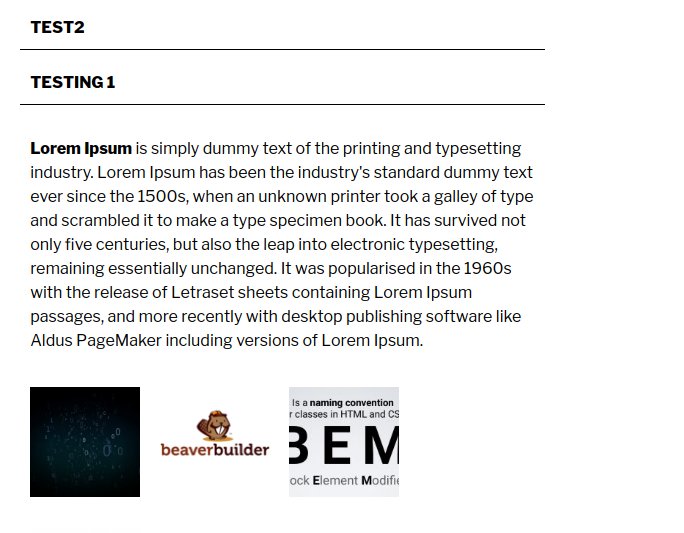 TEST2
TESTING 1
Lorem Ipsum is simply dummy text of the printing and typesetting
industry. Lorem Ipsum has been the industry's standard dummy text
ever since the 1500s, when an unknown printer took a galley of type
and scrambled it to make a type specimen book. It has survived not
only five centuries, but also the leap into electronic typesetting,
remaining essentially unchanged. It was popularised in the 1960s
with the release of Letraset sheets containing Lorem Ipsum
passages, and more recently with desktop publishing software like
Aldus PageMaker including versions of Lorem Ipsum.
beaverbuilder
Is a naming convention
r classes in HTML and CS
BEM
ock Element Modifie